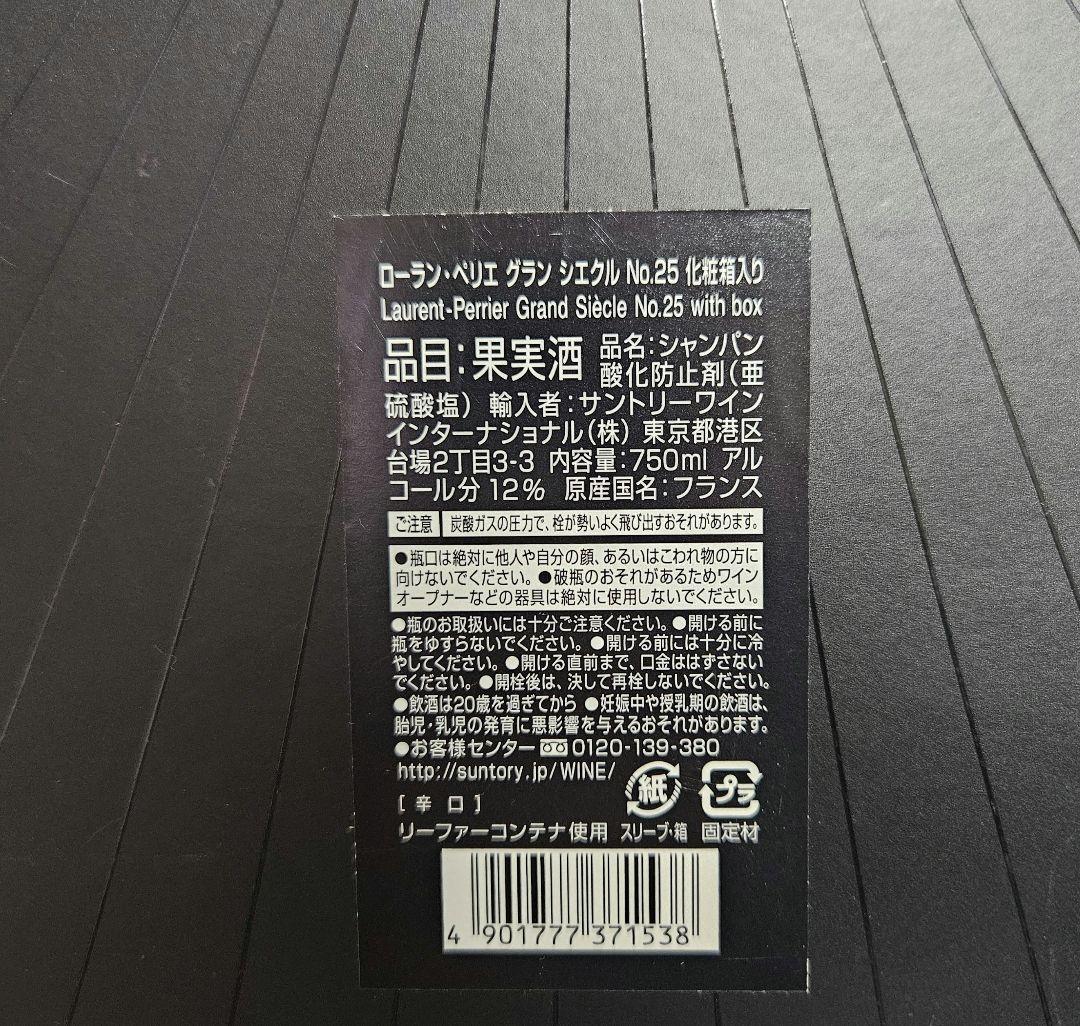 ローラン・ペリエ グラン シエクル No.25 化粧箱入り
Laurent-Perrier Grand Siècle No.25 with box
品目:果実酒 品名:シャンパン
酸化防止剤(亜
硫酸塩) 輸入者:サントリーワイン
インターナショナル(株) 東京都港区
台場2丁目3-3 内容量:750ml アル
コール分12% 原産国名:フランス
ご注意 炭酸ガスの圧力で、栓が勢いよく飛び出すおそれがあります。
●瓶口は絶対に他人や自分の顔、あるいはこわれ物の方に
向けないでください。●破瓶のおそれがあるためワイン
オープナーなどの器具は絶対に使用しないでください。
●瓶のお取扱いには十分ご注意ください。●開ける前に
瓶をゆすらないでください。●開ける前には十分に冷
やしてください。●開ける直前まで、口金ははずさない
でください。●開栓後は、決して再栓しないでください。
●飲酒は20歳を過ぎてから ●妊娠中や授乳期の飲酒は、
胎児・乳児の発育に悪影響を与えるおそれがあります。
●お客様センター 0120-139-380
http://suntory.jp/WINE/
紙 プラ
[辛口]
リーファーコンテナ使用 スリーブ・箱 固定材
4 901777 371538